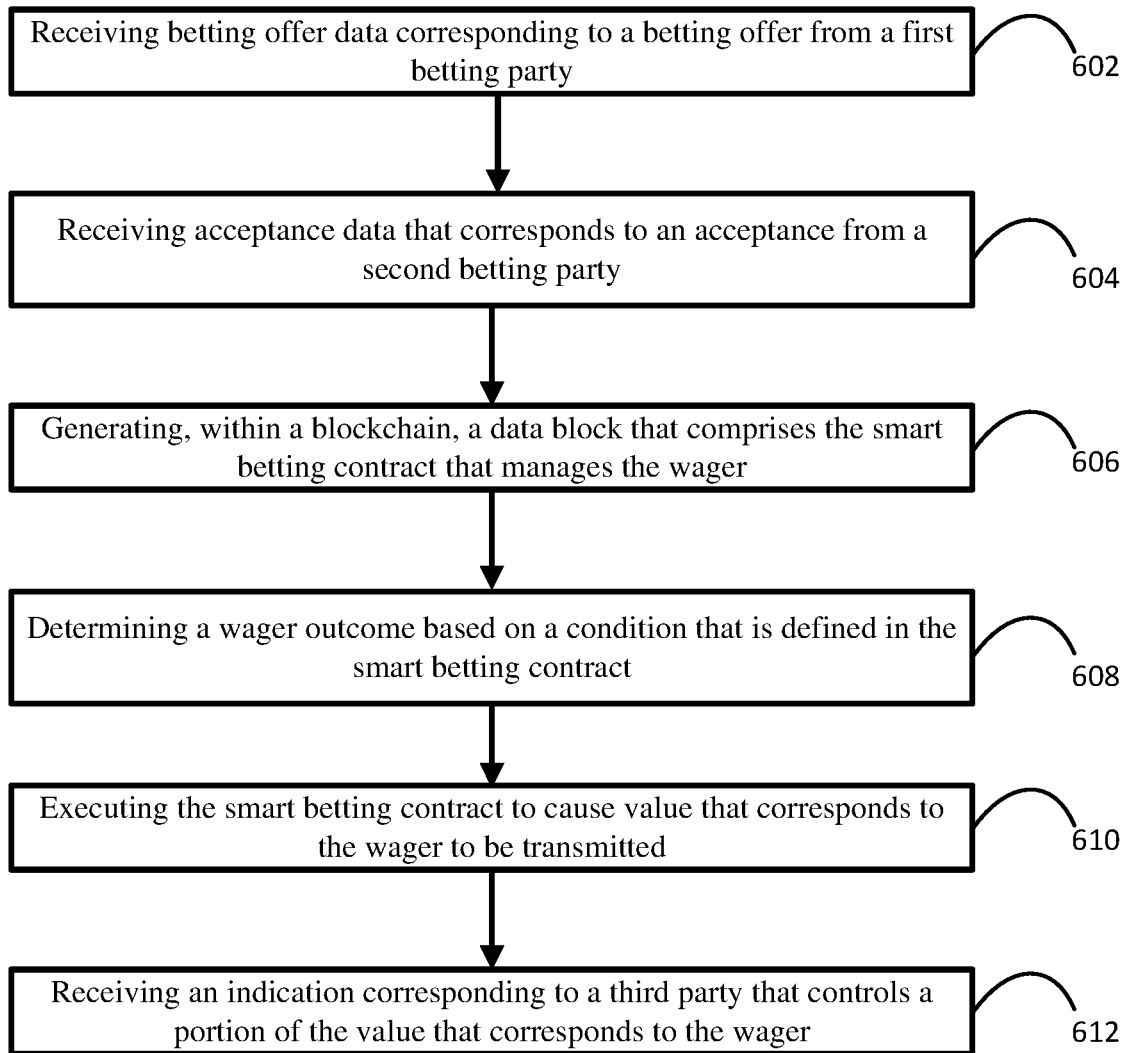 Receiving betting offer data corresponding to a betting offer from a first
betting party
602
Receiving acceptance data that corresponds to an acceptance from a
second betting party
604
Generating, within a blockchain, a data block that comprises the smart
betting contract that manages the wager
606
Determining a wager outcome based on a condition that is defined in the
smart betting contract
608
Executing the smart betting contract to cause value that corresponds to
the wager to be transmitted
610
Receiving an indication corresponding to a third party that controls a
portion of the value that corresponds to the wager
612